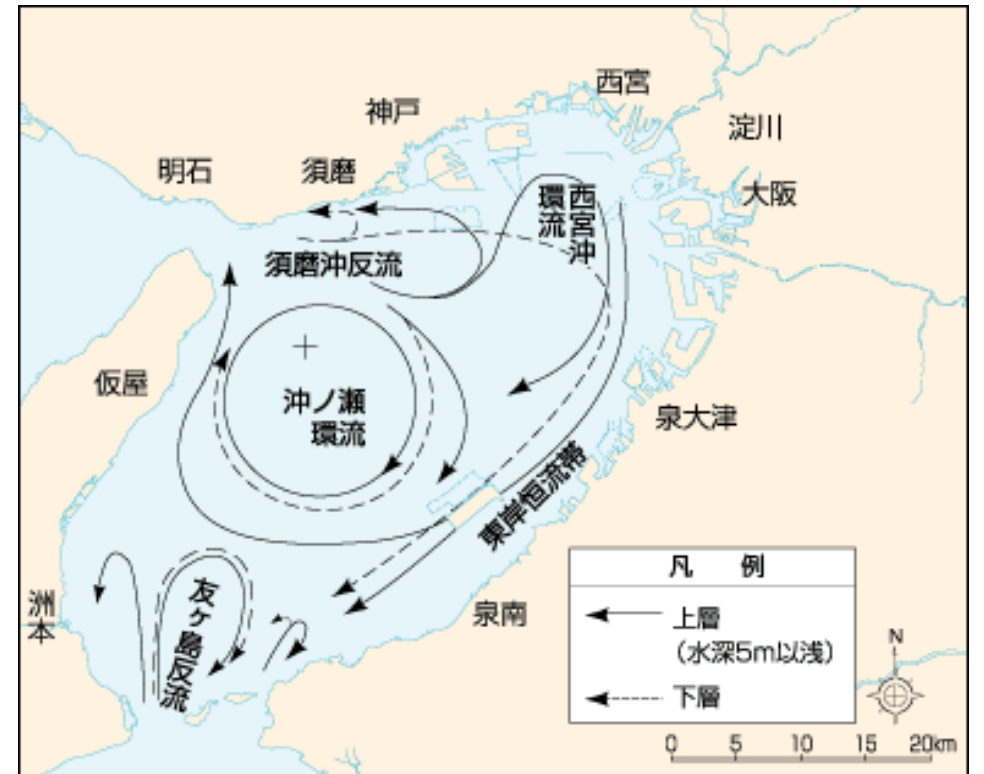 西宮
神戸
淀川
明石
須磨
大阪
西宮沖
環流
須磨沖反流
仮屋
沖ノ瀬
環流
泉大津
東岸恒流帯
洲本
友ヶ島反流
泉南
凡 例
上層
(水深5m以浅)
下層
N
0 5 10 15 20km